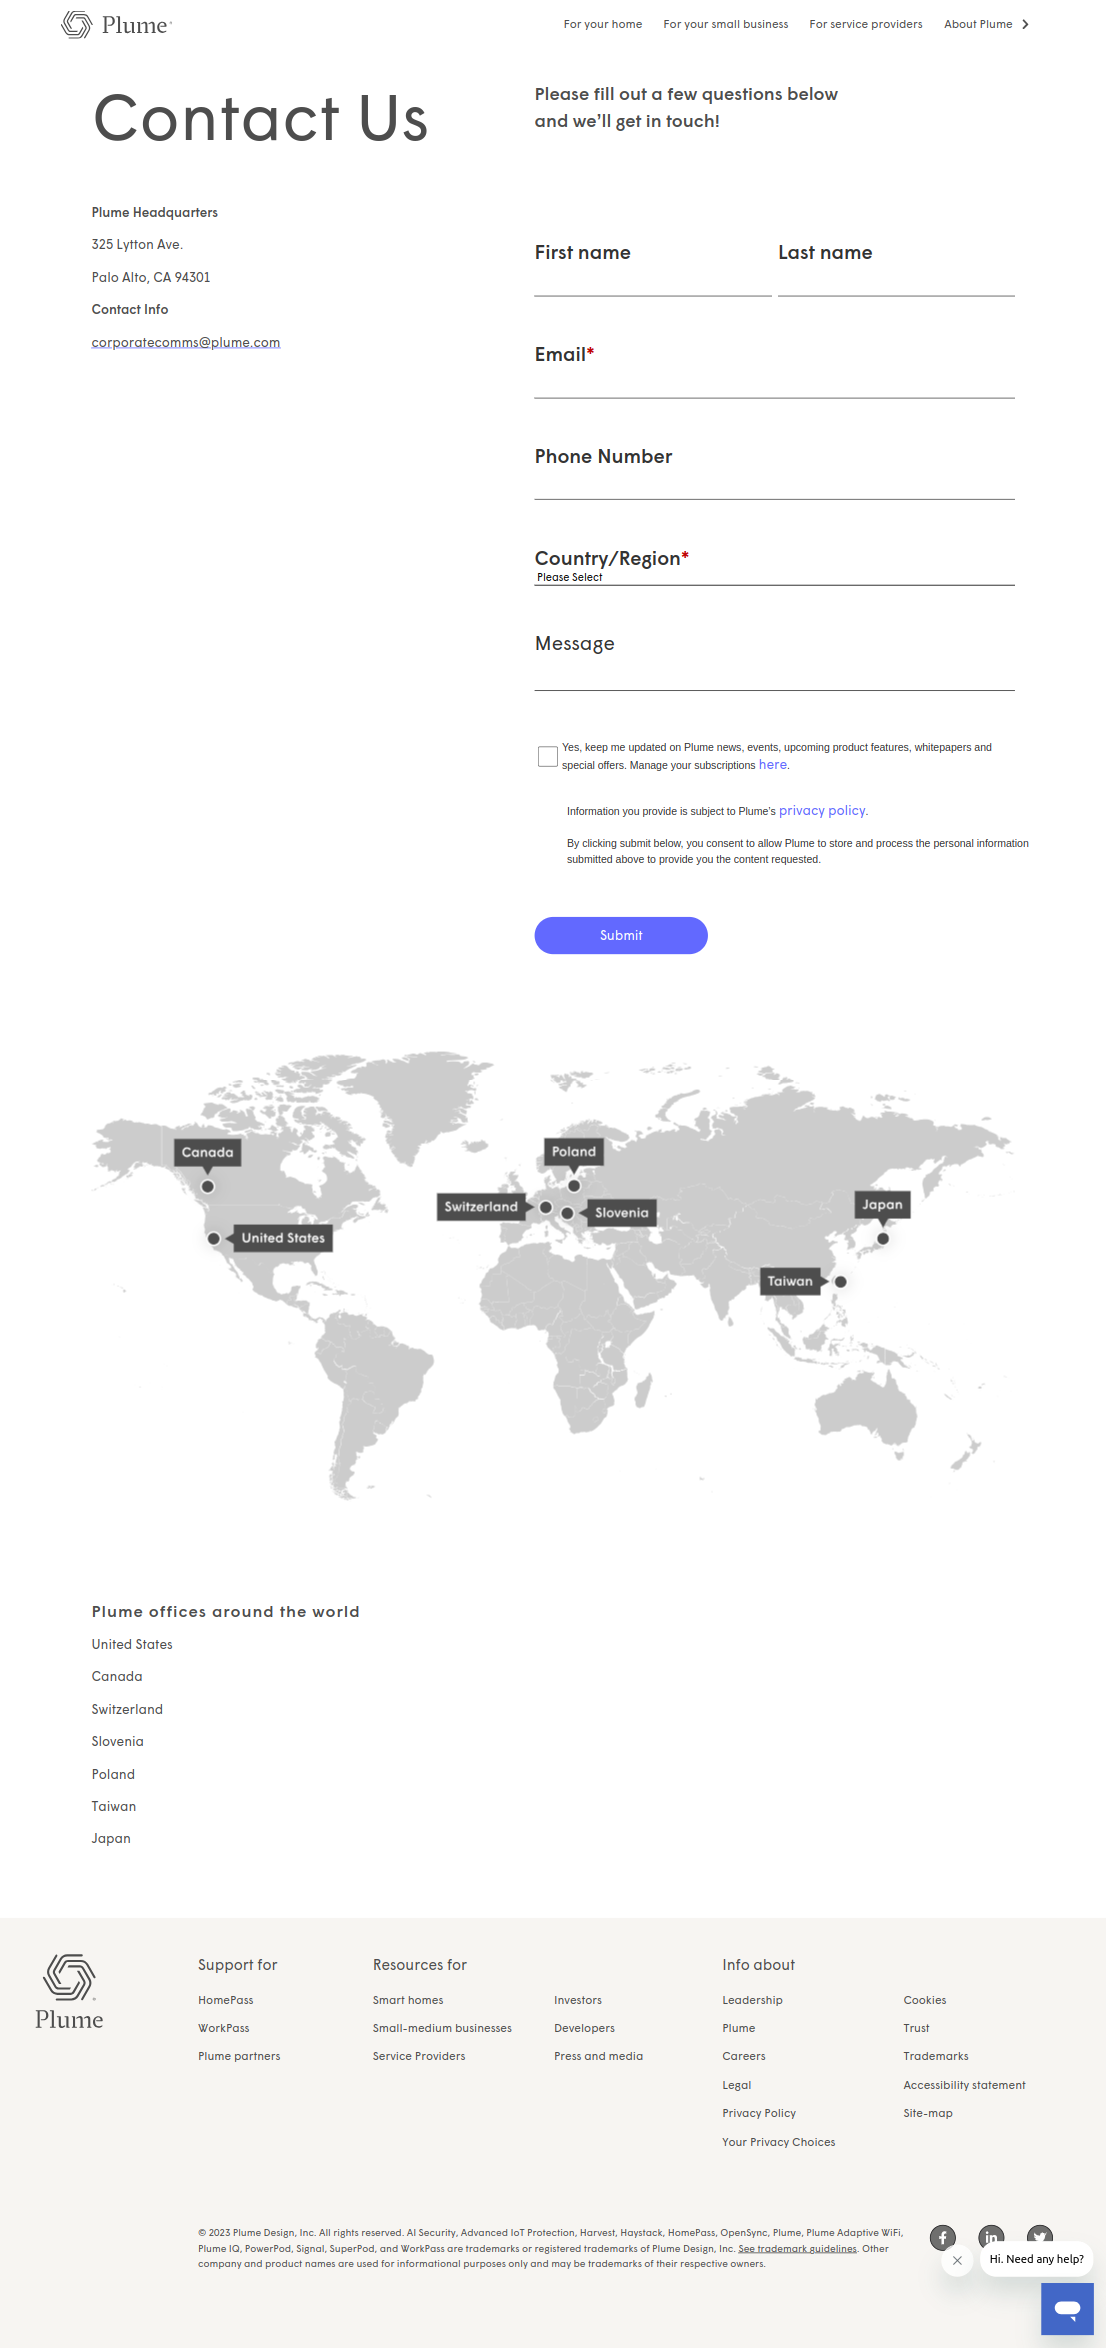 Plume
For your home
For your small business
For service providers
About Plume
Contact Us
Please fill out a few questions below
and we’ll get in touch!
Plume Headquarters
325 Lytton Ave.
Palo Alto, CA 94301
Contact Info
corporatecomms@plume.com
First name
Last name
Email*
Phone Number
Country/Region*
Please Select
Message
Yes, keep me updated on Plume news, events, upcoming product features, whitepapers and
special offers. Manage your subscriptions here.
Information you provide is subject to Plume's privacy policy.
By clicking submit below, you consent to allow Plume to store and process the personal information
submitted above to provide you the content requested.
Submit
Canada
Poland
Switzerland
Slovenia
Japan
United States
Taiwan
Plume offices around the world
United States
Canada
Switzerland
Slovenia
Poland
Taiwan
Japan
Plume
Support for
HomePass
WorkPass
Plume partners
Resources for
Smart homes
Small-medium businesses
Service Providers
Investors
Developers
Press and media
Info about
Leadership
Plume
Careers
Legal
Privacy Policy
Your Privacy Choices
Cookies
Trust
Trademarks
Accessibility statement
Site-map
© 2023 Plume Design, Inc. All rights reserved. AI Security, Advanced IoT Protection, Harvest, Haystack, HomePass, OpenSync, Plume, Plume Adaptive WiFi,
Plume IQ, PowerPod, Signal, SuperPod, and WorkPass are trademarks or registered trademarks of Plume Design, Inc. See trademark guidelines. Other
company and product names are used for informational purposes only and may be trademarks of their respective owners.
Hi. Need any help?